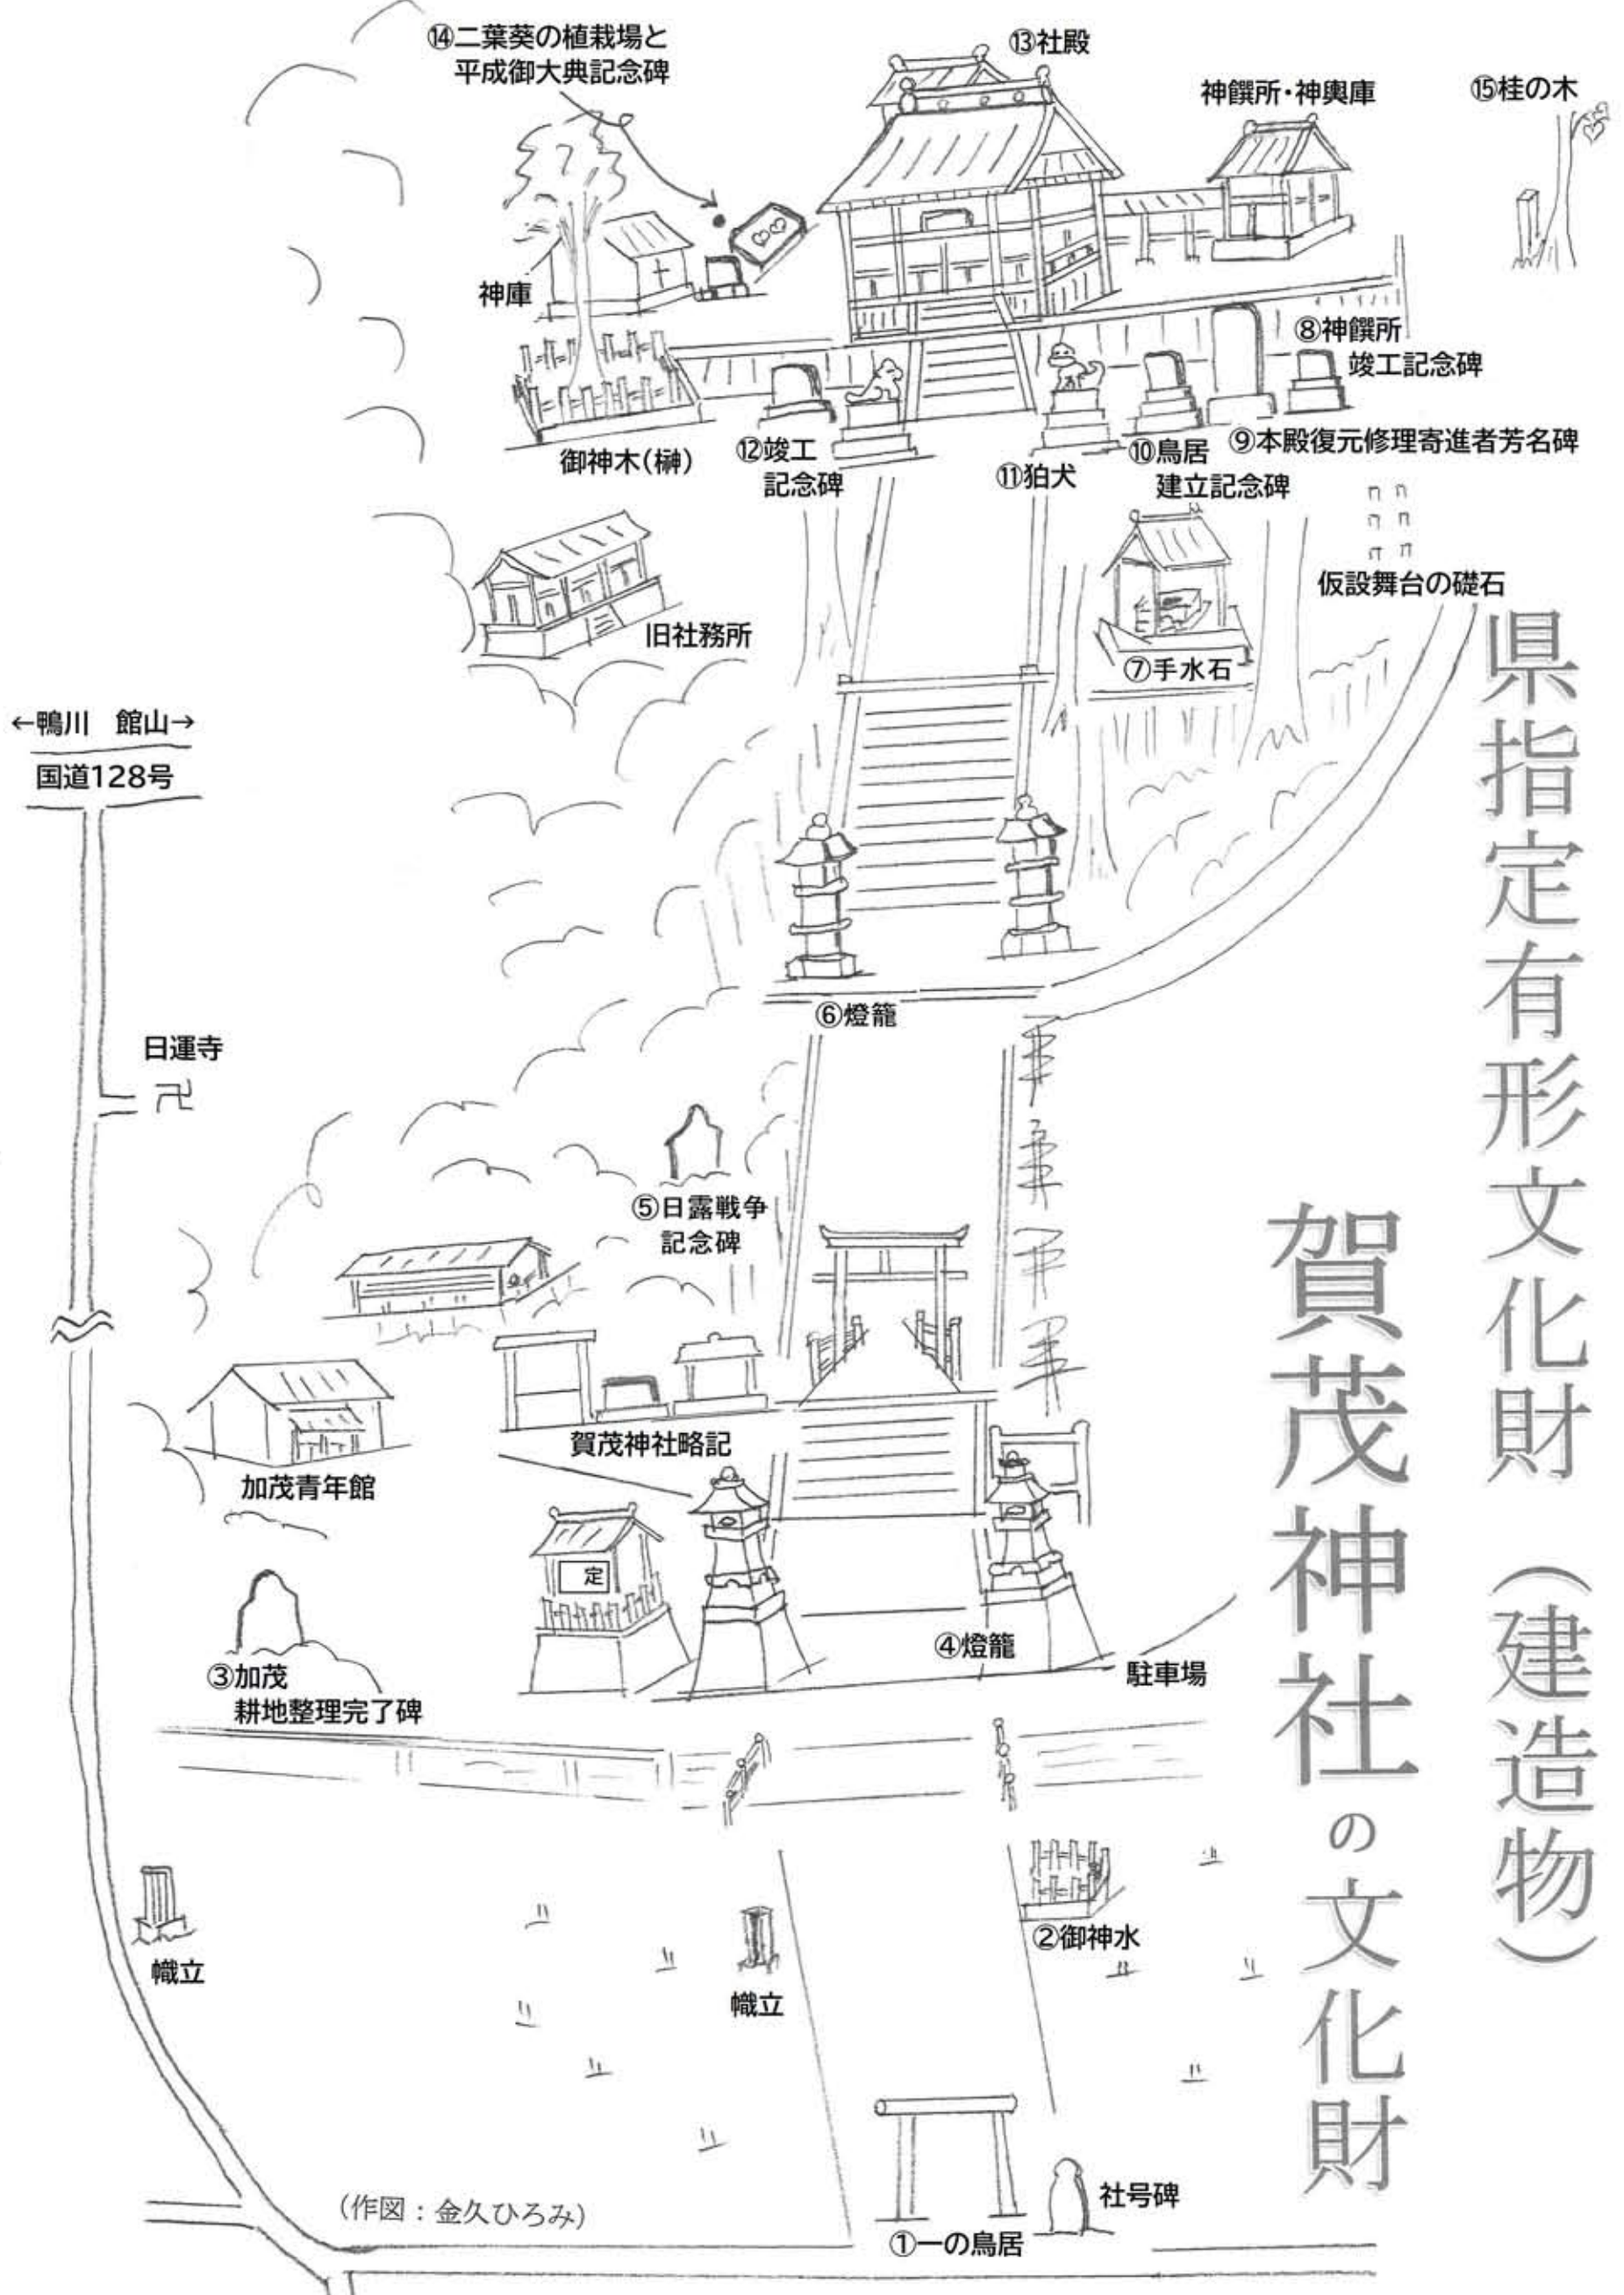 県指定有形文化財（建造物）
賀茂神社の文化財
⑭二葉葵の植栽場と
平成御大典記念碑
⑬社殿
神饌所・神輿庫
⑮桂の木
神庫
⑧神饌所
竣工記念碑
御神木（榊）
⑫竣工
記念碑
⑪狛犬
⑩鳥居
建立記念碑
⑨本殿復元修理寄進者芳名碑
仮設舞台の礎石
旧社務所
⑦手水石
←鴨川　館山→
国道128号
⑥燈籠
日運寺
卍
⑤日露戦争
記念碑
賀茂神社略記
加茂青年館
定
③加茂
耕地整理完了碑
④燈籠
駐車場
幟立
幟立
②御神水
社号碑
①一の鳥居
（作図：金久ひろみ）